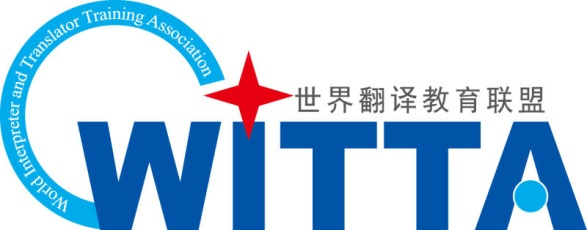 World Interpreter and Translator Training Association
世界翻译教育联盟
WITTA